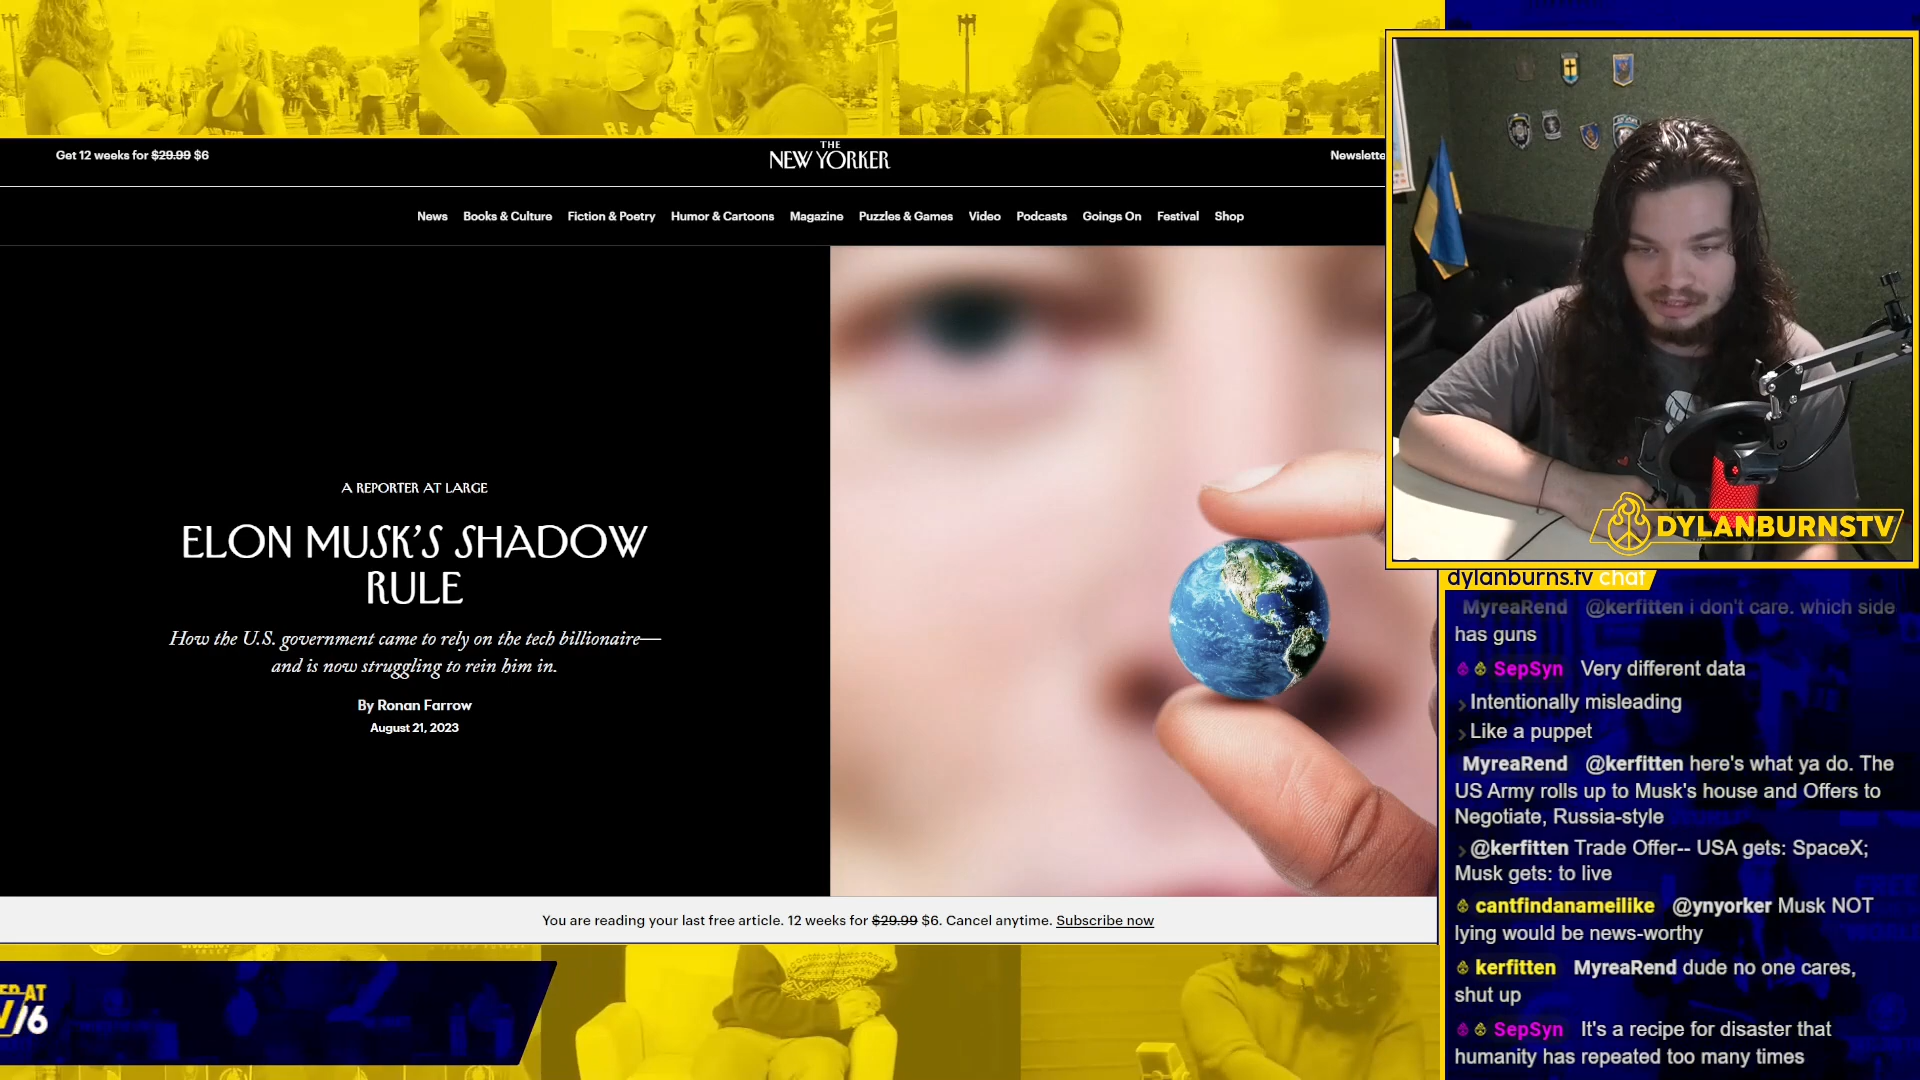 Get 12 weeks for $29.99 $6
THE
NEW YORKER
Newslette
News Books & Culture Fiction & Poetry Humor & Cartoons Magazine Puzzles & Games Video Podcasts Goings On Festival Shop
A REPORTER AT LARGE
ELON MUSK'S SHADOW
RULE
How the U.S. government came to rely on the tech billionaire—
and is now struggling to rein him in.
By Ronan Farrow
August 21, 2023
You are reading your last free article. 12 weeks for $29.99 $6. Cancel anytime. Subscribe now
DYLANBURNSTV
dylanburns.tv chat
MyreaRend @kerfitten i don't care. which side
has guns
SepSyn Very different data
Intentionally misleading
Like a puppet
MyreaRend @kerfitten here's what ya do. The
US Army rolls up to Musk's house and Offers to
Negotiate, Russia-style
@kerfitten Trade Offer-- USA gets: SpaceX;
Musk gets: to live
cantfindanameilike @ynyorker Musk NOT
lying would be news-worthy
kerfitten MyreaRend dude no one cares,
shut up
SepSyn It's a recipe for disaster that
humanity has repeated too many times
AT
V/6